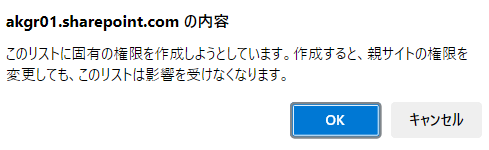 akgr01.sharepoint.com の内容
このリストに固有の権限を作成しようとしています。作成すると、親サイトの権限を
変更しても、このリストは影響を受けなくなります。
OK
キャンセル